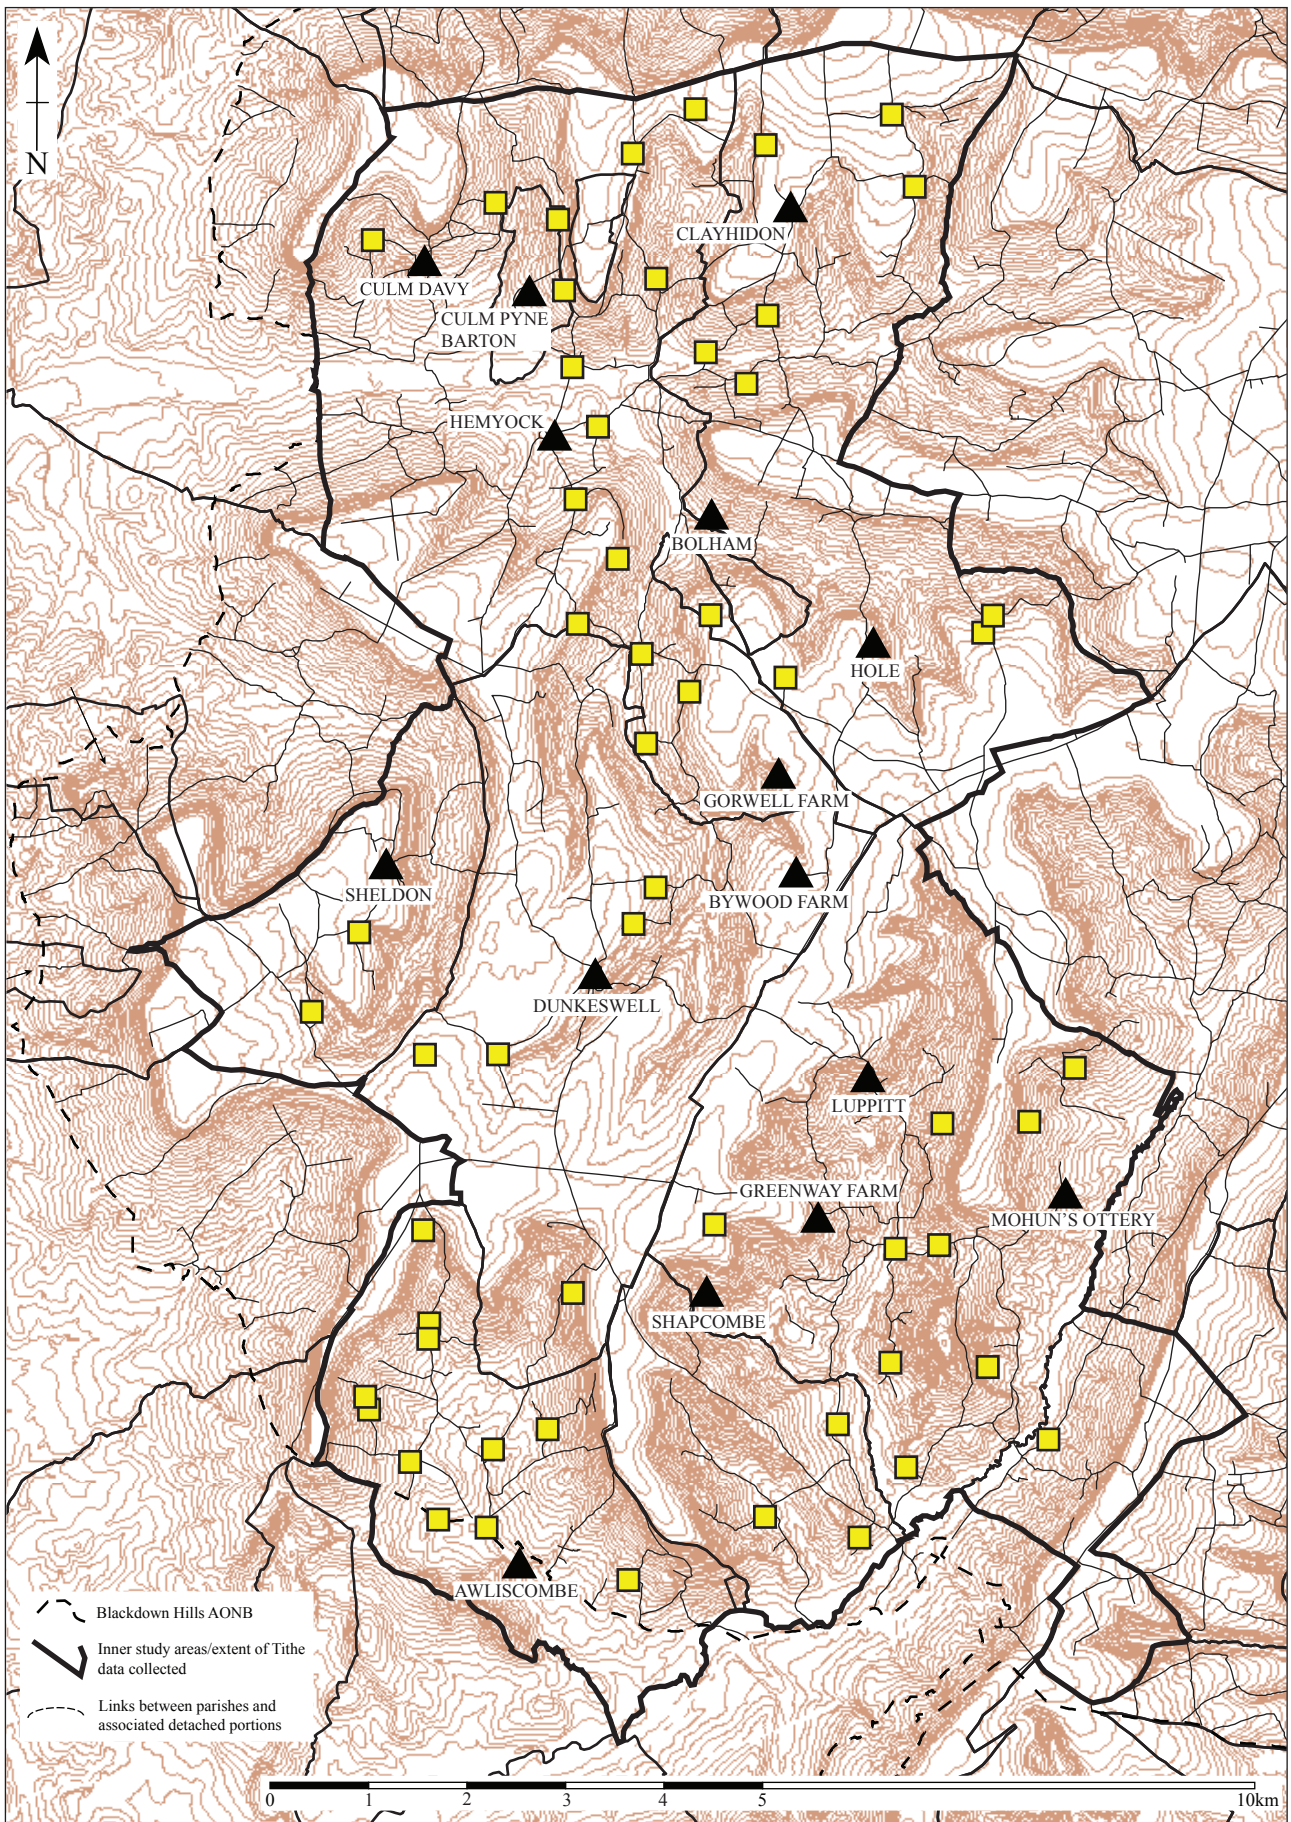 N
CLAYHIDON
CULM DAVY
CULM PYNE
BARTON
HEMYOCK
BOLHAM
HOLE
GORWELL FARM
SHELDON
BYWOOD FARM
DUNKESWELL
LUPPITT
GREENWAY FARM
MOHUN'S OTTERY
SHAPCOMBE
AWLISCOMBE
Blackdown Hills AONB
Inner study areas/extent of Tithe
data collected
Links between parishes and
associated detached portions
0 1 2 3 4 5 10km